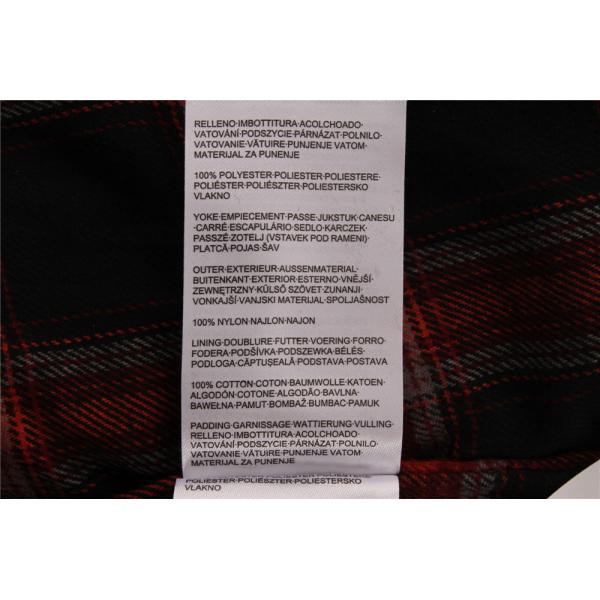 RELLENO·IMBOTTITURA·ACOLCHOADO·
VATOVÁNÍ·PODSZYCIE·PÁRNÁZAT·POLNILO·
VATOVANIE·VĂTUIRE·PUNJENJE VATOM·
MATERIJAL ZA PUNENJE
100% POLYESTER·POLIESTER·POLIESTERE·
POLIÉSTER·POLIÉSZTER·POLIESTERSKO
VLAKNO
YOKE·EMPIECEMENT·PASSE·JUKSTUK·CANESU
·CARRÉ·ESCAPULÁRIO·SEDLO·KARCZEK·
PASSZÉ·ZOTELJ (VSTAVEK POD RAMENI)·
PLATCĂ·POJAS·ŠAV
OUTER·EXTERIEUR·AUSSENMATERIAL·
BUITENKANT·EXTERIOR·ESTERNO·VNĚJŠÍ·
ZEWNĘTRZNY·KÜLSŐ SZÖVET·ZUNANJI·
VONKAJŠÍ·VANJSKI MATERIJAL·SPOLJAŠNOST
100% NYLON·NAJLON·NAJON
LINING·DOUBLURE·FUTTER·VOERING·FORRO·
FODERA·PODŠÍVKA·PODSZEWKA·BÉLÉS·
PODLOGA·CĂPTUŞEALĂ·PODSTAVA·POSTAVA
100% COTTON·COTON·BAUMWOLLE·KATOEN·
ALGODÓN·COTONE·ALGODÃO·BAVLNA·
BAWEŁNA·PAMUT·BOMBAŽ·BUMBAC·PAMUK
PADDING·GARNISSAGE·WATTIERUNG·VULLING·
RELLENO·IMBOTTITURA·ACOLCHOADO·
VATOVÁNÍ·PODSZYCIE·PÁRNÁZAT·POLNILO·
VATOVANIE·VĂTUIRE·PUNJENJE VATOM·
MATERIJAL ZA PUNENJE
POLIÉSTER·POLIÉSZTER·POLIESTERSKO
VLAKNO